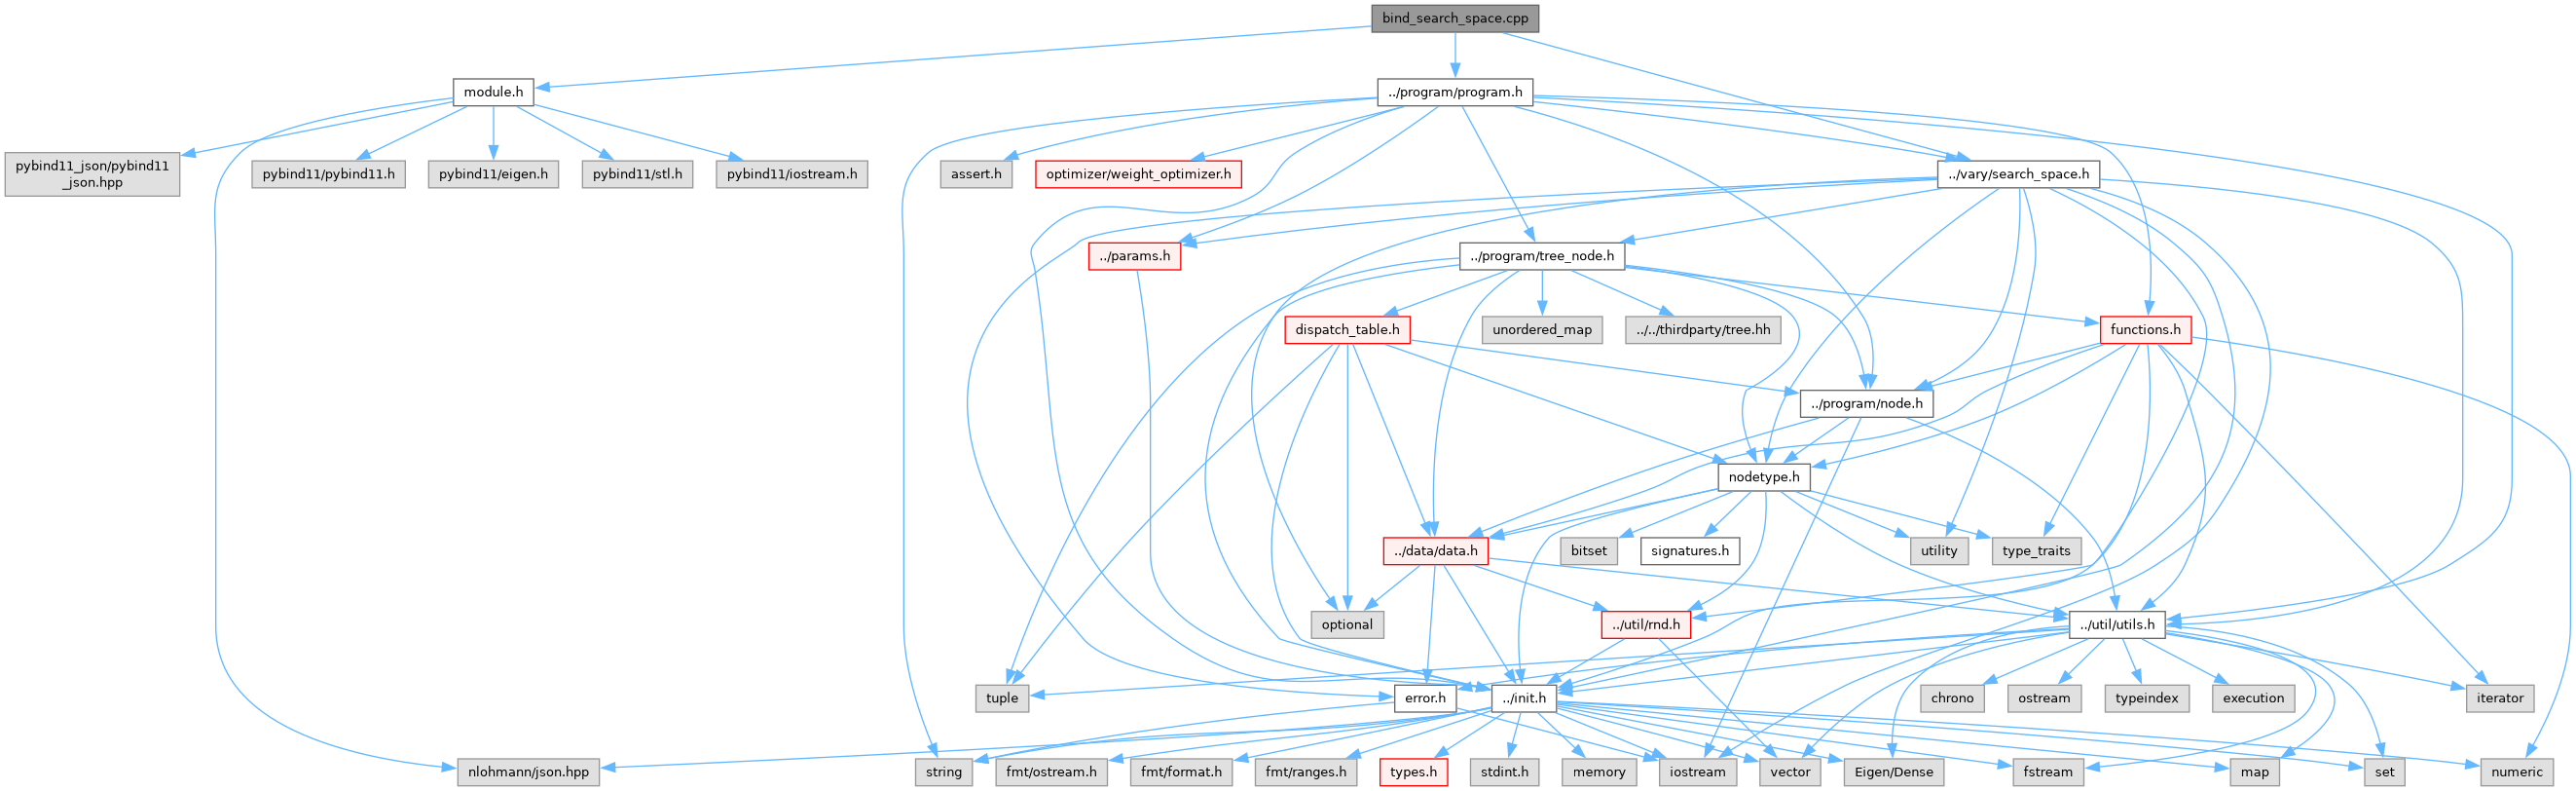 bind_search_space.cpp
module.h
../program/program.h
pybind11_json/pybind11
_json.hpp
pybind11/pybind11.h
pybind11/eigen.h
pybind11/stl.h
pybind11/iostream.h
assert.h
optimizer/weight_optimizer.h
../vary/search_space.h
../params.h
../program/tree_node.h
dispatch_table.h
unordered_map
../../thirdparty/tree.hh
functions.h
../program/node.h
nodetype.h
../data/data.h
bitset
signatures.h
utility
type_traits
optional
../util/rnd.h
../util/utils.h
tuple
error.h
../init.h
chrono
ostream
typeindex
execution
iterator
nlohmann/json.hpp
string
fmt/ostream.h
fmt/format.h
fmt/ranges.h
types.h
stdint.h
memory
iostream
vector
Eigen/Dense
fstream
map
set
numeric